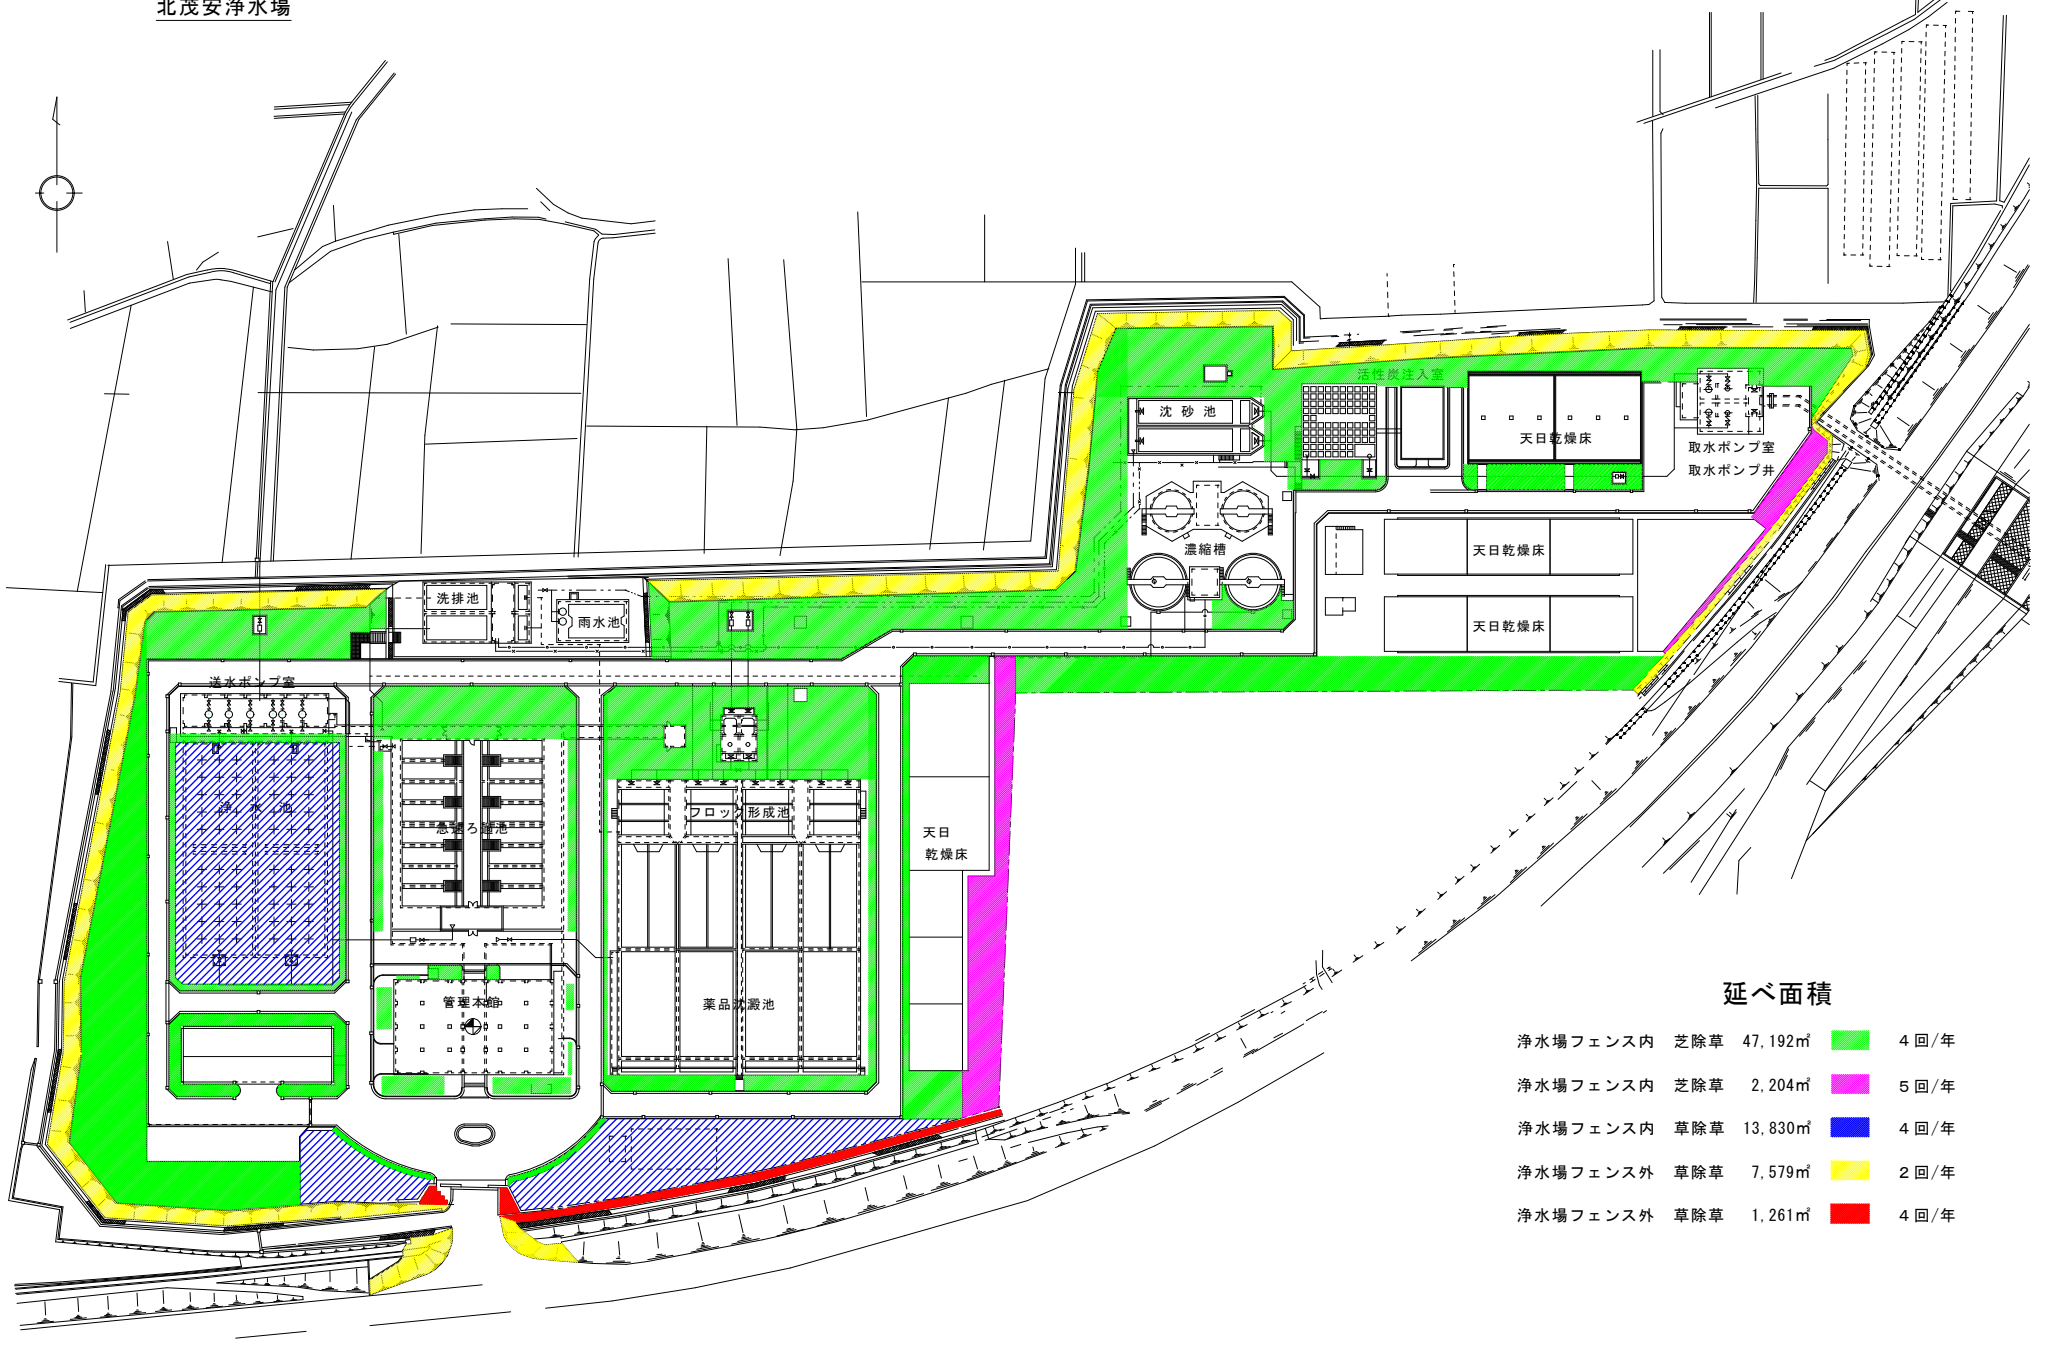 北茂安浄水場
活性炭注入室
沈砂池
天日乾燥床
取水ポンプ室
取水ポンプ井
濃縮槽
天日乾燥床
天日乾燥床
洗排池
雨水池
送水ポンプ室
浄水池
急速ろ過池
フロック形成池
天日
乾燥床
管理本館
薬品沈澱池
延べ面積
浄水場フェンス内 芝除草 47,192㎡ 4回/年
浄水場フェンス内 芝除草 2,204㎡ 5回/年
浄水場フェンス内 草除草 13,830㎡ 4回/年
浄水場フェンス外 草除草 7,579㎡ 2回/年
浄水場フェンス外 草除草 1,261㎡ 4回/年